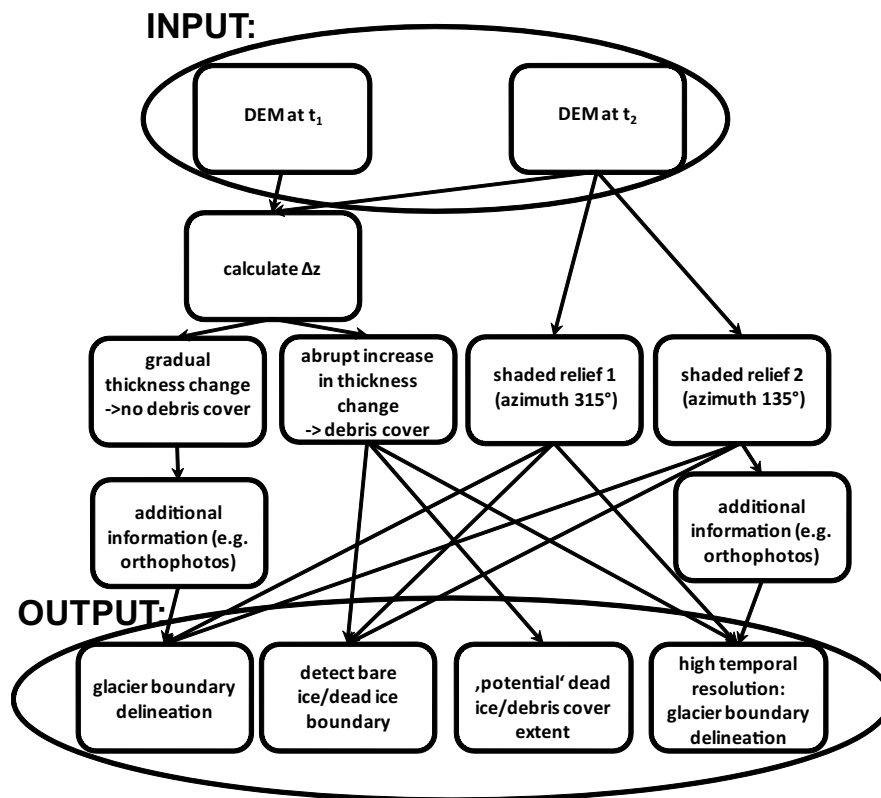 INPUT:
DEM at t₁
DEM at t₂
calculate Δz
gradual
thickness change
->no debris cover
abrupt increase
in thickness
change
-> debris cover
shaded relief 1
(azimuth 315°)
shaded relief 2
(azimuth 135°)
additional
information (e.g.
orthophotos)
additional
information (e.g.
orthophotos)
OUTPUT:
glacier boundary
delineation
detect bare
ice/dead ice
boundary
‚potential‘ dead
ice/debris cover
extent
high temporal
resolution:
glacier boundary
delineation